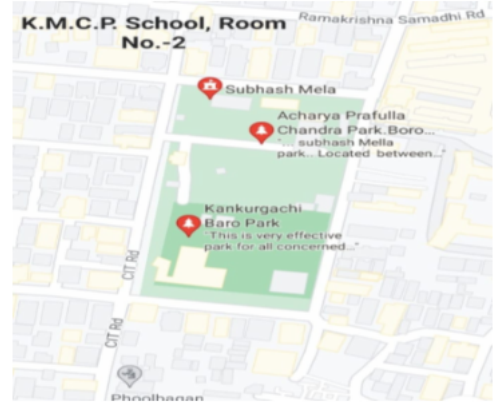 K.M.C.P. School, Room
No.-2
Ramakrishna Samadhi Rd
Subhash Mela
Acharya Prafulla
Chandra Park.Boro...
"... subhash Mella
park.. Located between..."
Kankurgachi
Baro Park
"This is very effective
park for all concerned..."
CIT Rd
CIT Rd
Phoolbagan